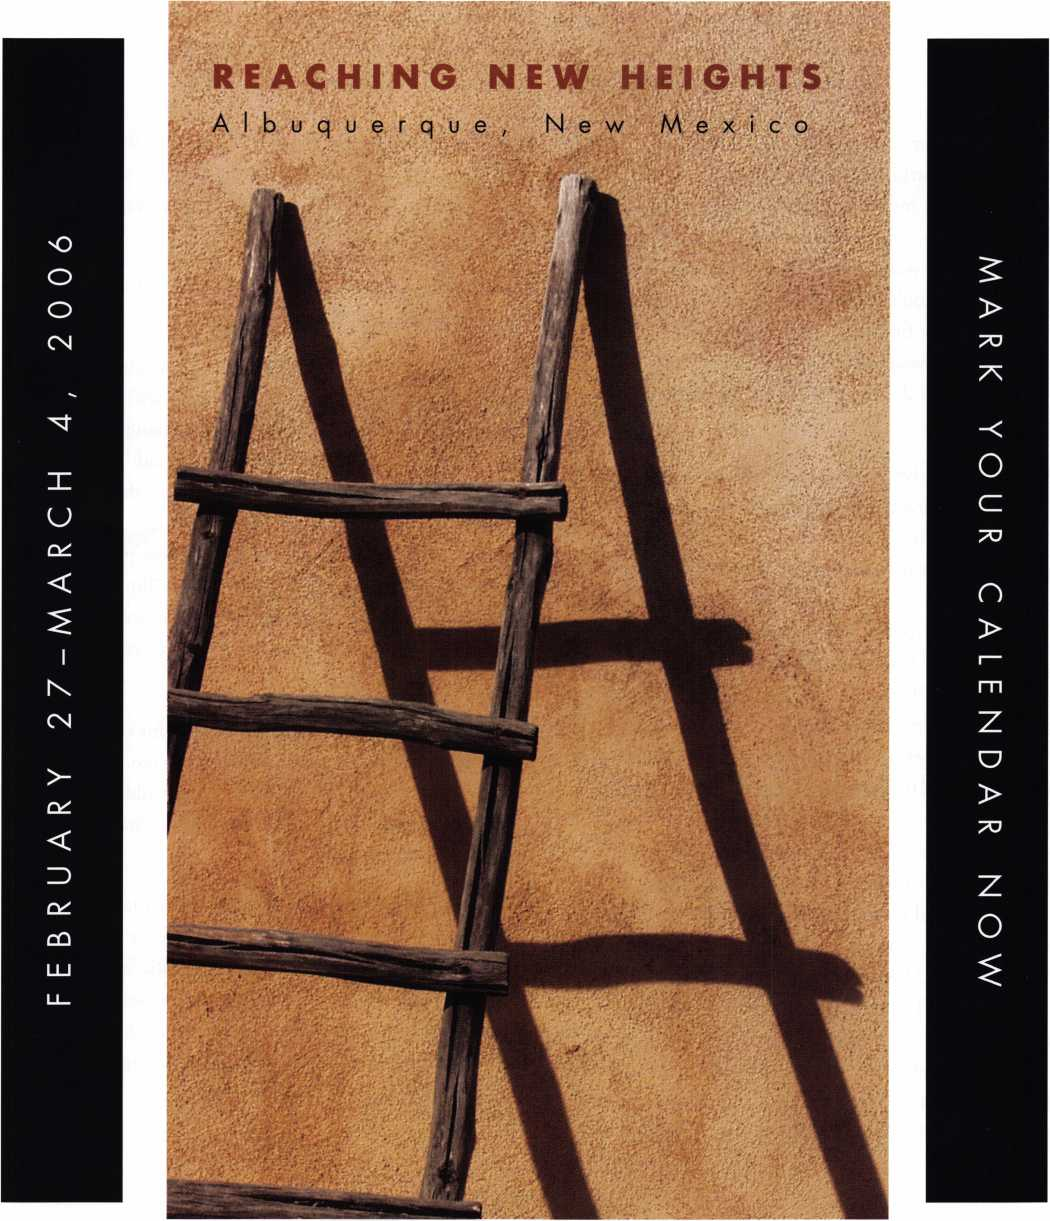 REACHING NEW HEIGHTS
Albuquerque, New Mexico
FEBRUARY 27–MARCH 4, 2006
MARK YOUR CALENDAR NOW